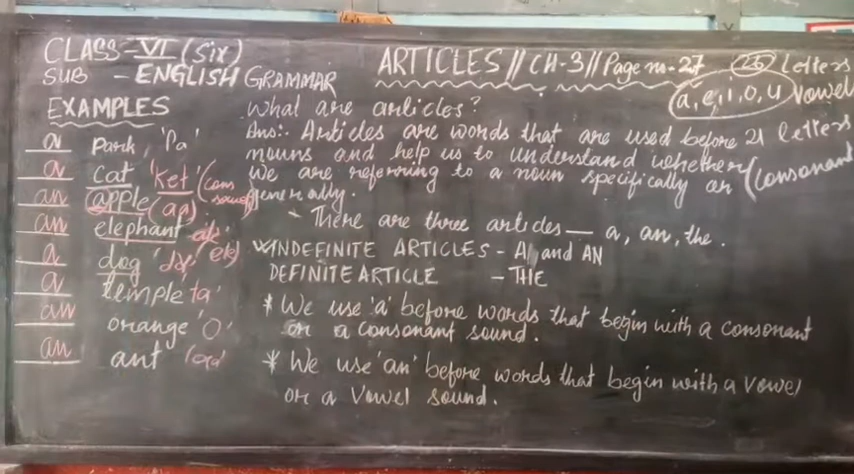 CLASS-VI (Six)
SUB - ENGLISH GRAMMAR
ARTICLES // CH-3 // Page no-27
26 letters
a, e, i, o, u vowel
21 letters
(consonant
EXAMPLES
a park, 'Pa'
a cat 'ket' (cons sound)
an apple (ap)
an elephant
a dog
a temple 'ta'
an orange 'O'
an ant
What are articles?
Ans:- Articles are words that are used before
nouns and help us to understand whether
we are referring to a noun specifically or
generally.
- There are three articles — a, an, the.
INDEFINITE ARTICLES - A and AN
DEFINITE ARTICLE - THE
* We use 'a' before words that begin with a consonant
or a consonant sound.
* We use 'an' before words that begin with a vowel
or a vowel sound.